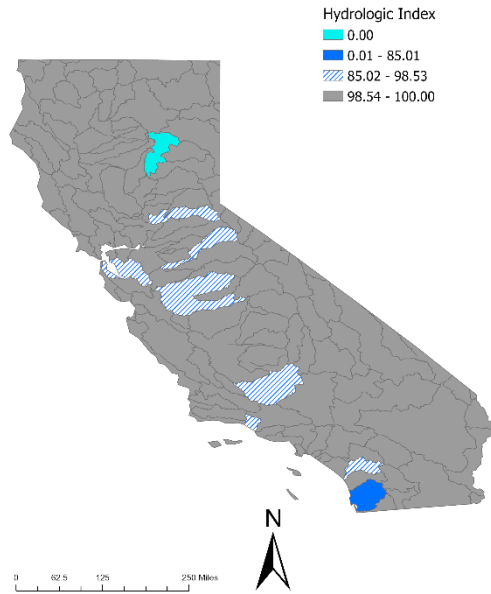 Hydrologic Index
0.00
0.01 - 85.01
85.02 - 98.53
98.54 - 100.00
N
0 62.5 125 250 Miles